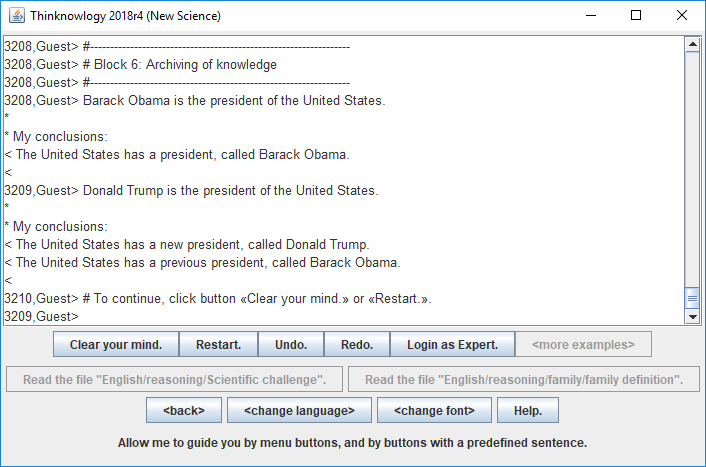 Thinknowlogy 2018r4 (New Science)
3208,Guest> #-----------------------------------------------------------------
3208,Guest> # Block 6: Archiving of knowledge
3208,Guest> #-----------------------------------------------------------------
3208,Guest> Barack Obama is the president of the United States.
*
* My conclusions:
< The United States has a president, called Barack Obama.
<
3209,Guest> Donald Trump is the president of the United States.
*
* My conclusions:
< The United States has a new president, called Donald Trump.
< The United States has a previous president, called Barack Obama.
<
3210,Guest> # To continue, click button «Clear your mind.» or «Restart.».
3209,Guest>
Clear your mind. Restart. Undo. Redo. Login as Expert. <more examples>
Read the file "English/reasoning/Scientific challenge". Read the file "English/reasoning/family/family definition".
<back> <change language> <change font> Help.
Allow me to guide you by menu buttons, and by buttons with a predefined sentence.